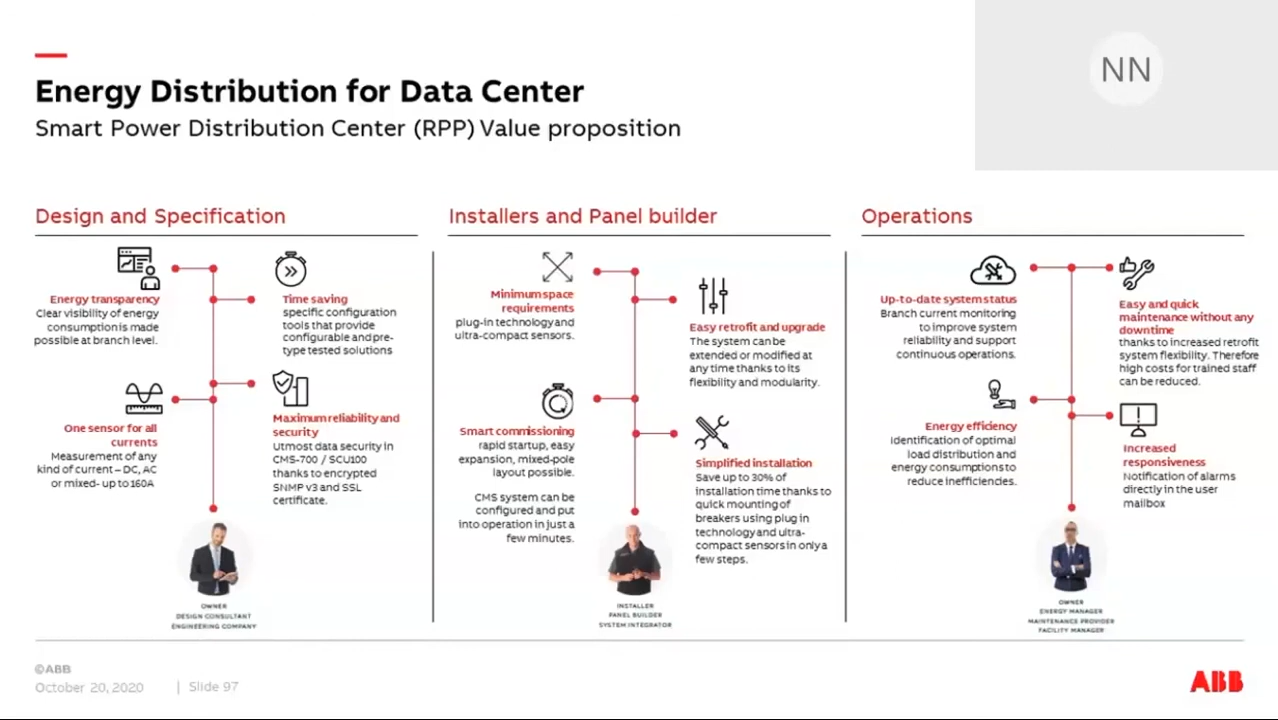 NN
Energy Distribution for Data Center
Smart Power Distribution Center (RPP) Value proposition
Design and Specification
Energy transparency
Clear visibility of energy
consumption is made
possible at branch level.
Time saving
specific configuration
tools that provide
configurable and pre-
type tested solutions
One sensor for all
currents
Measurement of any
kind of current – DC, AC
or mixed- up to 160A
Maximum reliability and
security
Utmost data security in
CMS-700 / SCU100
thanks to encrypted
SNMP v3 and SSL
certificate.
OWNER
DESIGN CONSULTANT
ENGINEERING COMPANY
Installers and Panel builder
Minimum space
requirements
plug-in technology and
ultra-compact sensors.
Easy retrofit and upgrade
The system can be
extended or modified at
any time thanks to its
flexibility and modularity.
Smart commissioning
rapid startup, easy
expansion, mixed-pole
layout possible.
CMS system can be
configured and put
into operation in just a
few minutes.
Simplified installation
Save up to 30% of
installation time thanks to
quick mounting of
breakers using plug in
technology and ultra-
compact sensors in only a
few steps.
INSTALLER
PANEL BUILDER
SYSTEM INTEGRATOR
Operations
Up-to-date system status
Branch current monitoring
to improve system
reliability and support
continuous operations.
Easy and quick
maintenance without any
downtime
thanks to increased retrofit
system flexibility. Therefore
high costs for trained staff
can be reduced.
Energy efficiency
Identification of optimal
load distribution and
energy consumptions to
reduce inefficiencies.
Increased
responsiveness
Notification of alarms
directly in the user
mailbox
OWNER
ENERGY MANAGER
MAINTENANCE PROVIDER
FACILITY MANAGER
©ABB
October 20, 2020 | Slide 97
ABB